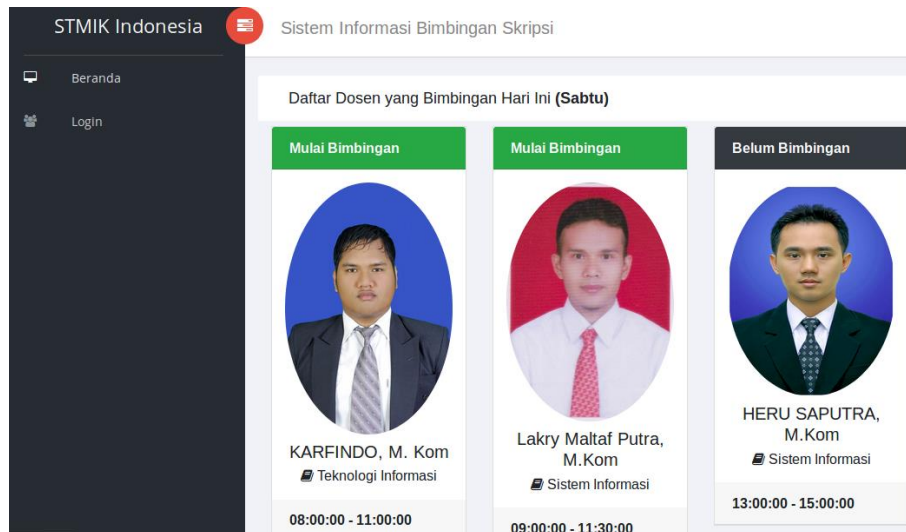 STMIK Indonesia
Sistem Informasi Bimbingan Skripsi
Beranda
Login
Daftar Dosen yang Bimbingan Hari Ini (Sabtu)
Mulai Bimbingan
KARFINDO, M. Kom
Teknologi Informasi
08:00:00 - 11:00:00
Mulai Bimbingan
Lakry Maltaf Putra,
M.Kom
Sistem Informasi
09:00:00 - 11:30:00
Belum Bimbingan
HERU SAPUTRA,
M.Kom
Sistem Informasi
13:00:00 - 15:00:00